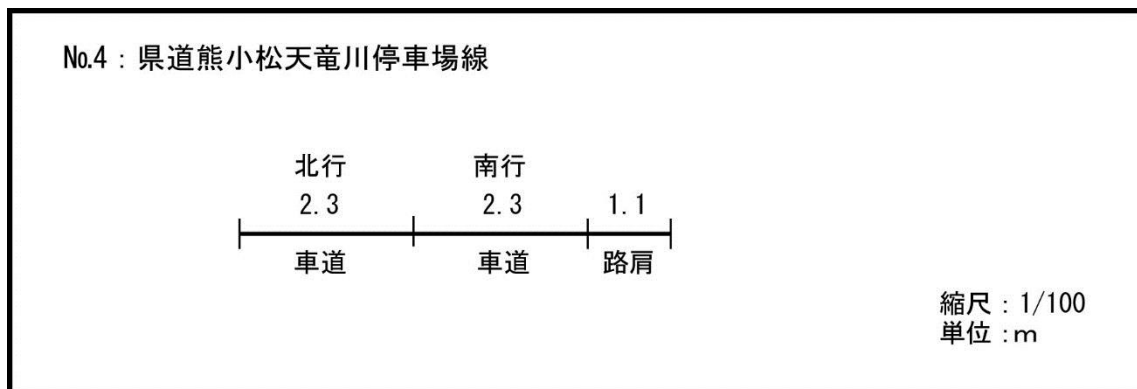 No.4：県道熊小松天竜川停車場線
北行 南行
2.3 2.3 1.1
車道 車道 路肩
縮尺：1/100
単位：m